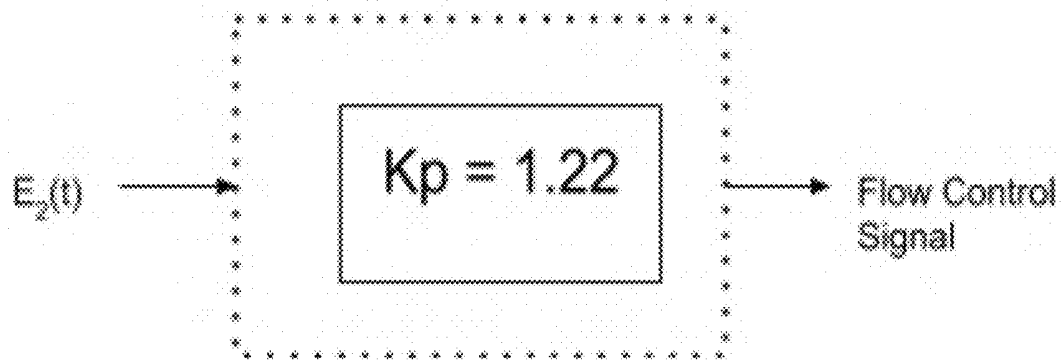 Kp = 1.22
E₂(t)
Flow Control
Signal